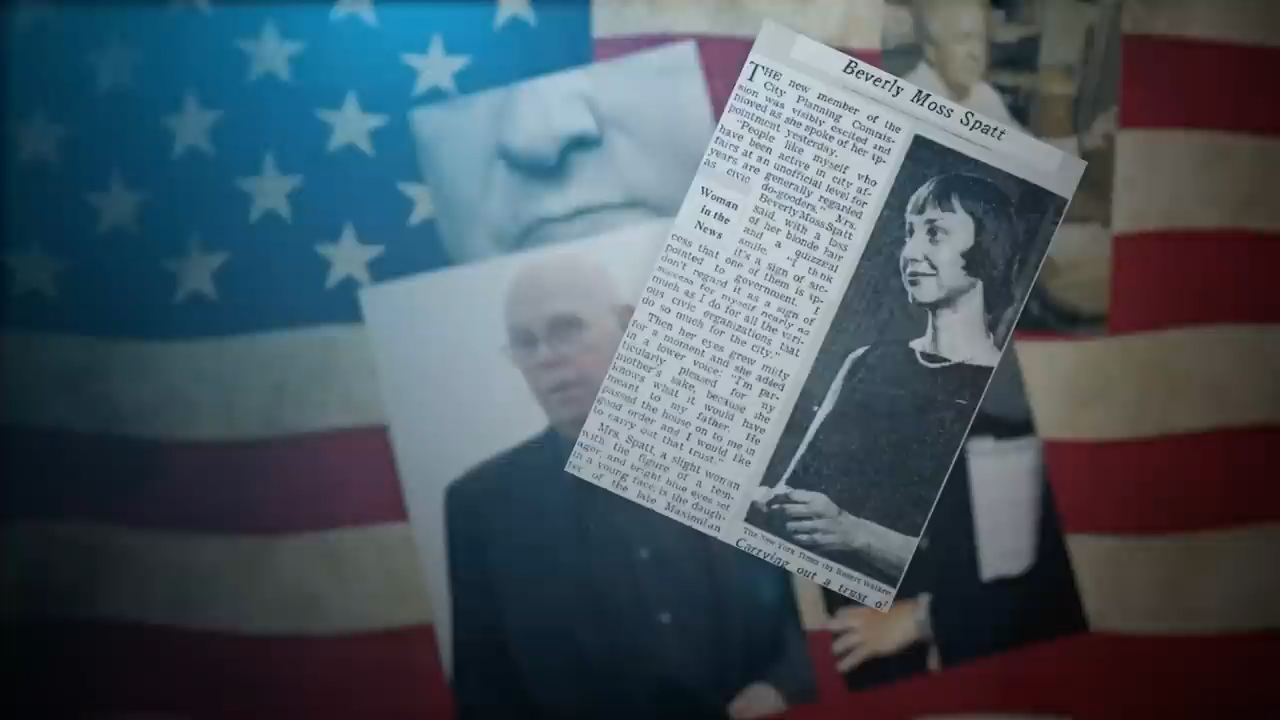 Beverly Moss Spatt
THE new member of the
City Planning Commis-
sion was visibly excited and
moved as she spoke of her ap-
pointment yesterday.
"People like myself who
have been active in city af-
fairs at an unofficial level for
years are generally regarded
as civic do-gooders," Mrs.
Beverly Moss Spatt
said, with a toss
of her blonde hair
and a quizzical
smile. "I think
it's a sign of suc-
Woman
in the
News
cess that one of them is ap-
pointed to government. I
don't regard it as a sign of
success for myself nearly as
much as I do for all the vari-
ous civic organizations that
do so much for the city."
Then her eyes grew misty
for a moment and she added
in a lower voice: "I'm par-
ticularly pleased for my
mother's sake, because she
knows what it would have
meant to my father. He
passed the house on to me in
good order and I would like
to carry out that trust."
Mrs. Spatt, a slight woman
with the figure of a teen-
ager, and bright blue eyes set
in a young face, is the daugh-
ter of the late Maximilian
The New York Times (by Robert Walker)
Carrying out a trust